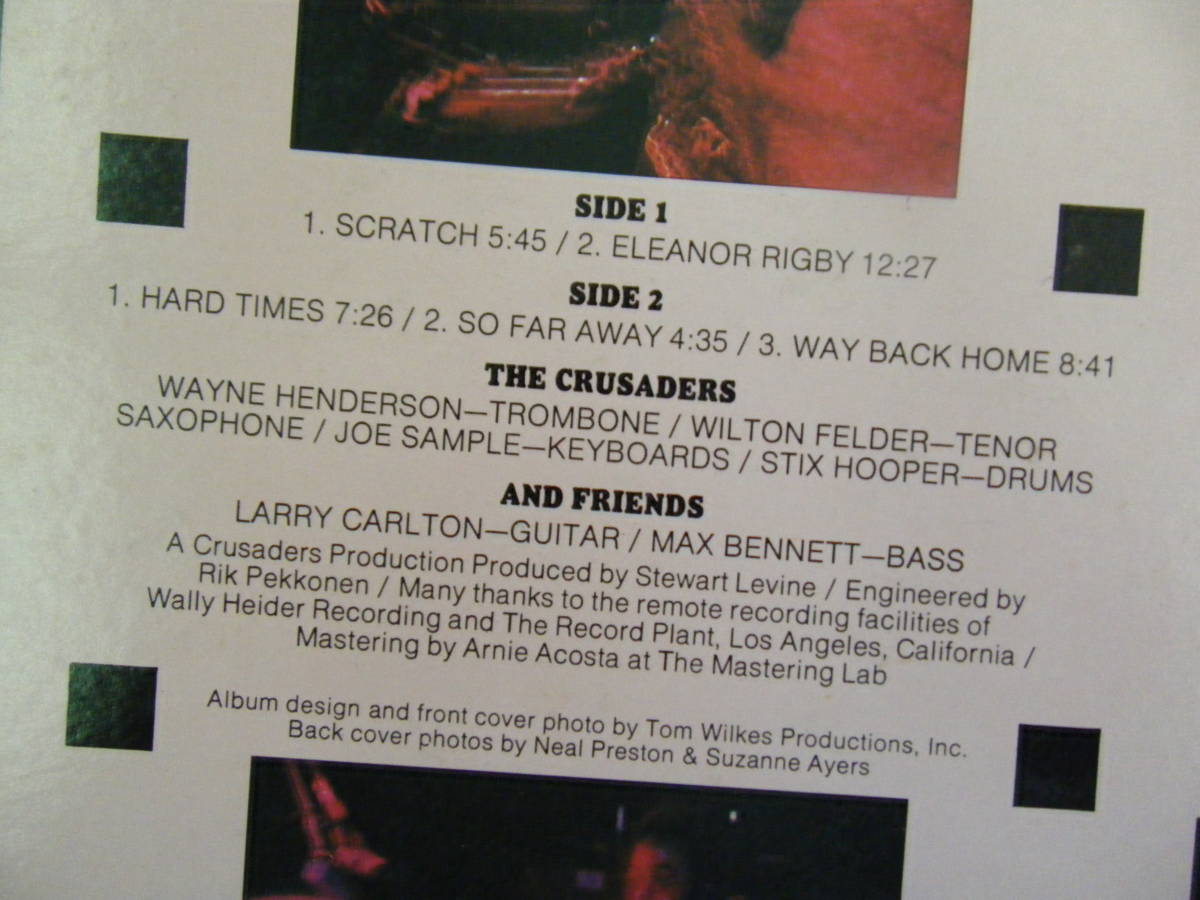 SIDE 1
1. SCRATCH 5:45 / 2. ELEANOR RIGBY 12:27
SIDE 2
1. HARD TIMES 7:26 / 2. SO FAR AWAY 4:35 / 3. WAY BACK HOME 8:41
THE CRUSADERS
WAYNE HENDERSON—TROMBONE / WILTON FELDER—TENOR
SAXOPHONE / JOE SAMPLE—KEYBOARDS / STIX HOOPER—DRUMS
AND FRIENDS
LARRY CARLTON—GUITAR / MAX BENNETT—BASS
A Crusaders Production Produced by Stewart Levine / Engineered by
Rik Pekkonen / Many thanks to the remote recording facilities of
Wally Heider Recording and The Record Plant, Los Angeles, California /
Mastering by Arnie Acosta at The Mastering Lab
Album design and front cover photo by Tom Wilkes Productions, Inc.
Back cover photos by Neal Preston & Suzanne Ayers